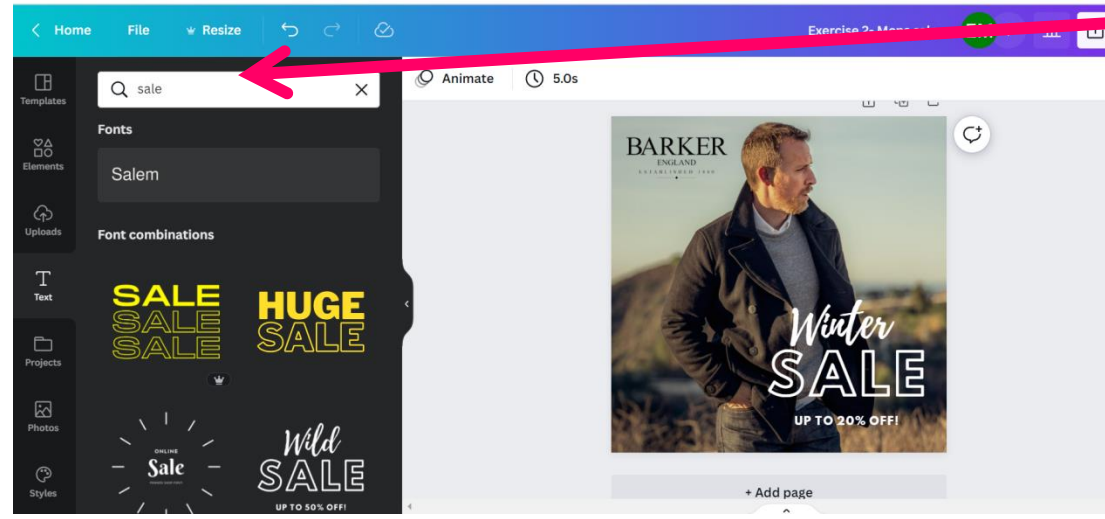 Home File Resize
Exercise 2-
EM
Templates
Elements
Uploads
Text
Projects
Photos
Styles
sale
Fonts
Salem
Font combinations
SALE
SALE
SALE
HUGE
SALE
ONLINE
Sale
Wild
SALE
UP TO 50% OFF!
Animate 5.0s
BARKER
ENGLAND
ESTABLISHED 1880
Winter
SALE
UP TO 20% OFF!
+ Add page